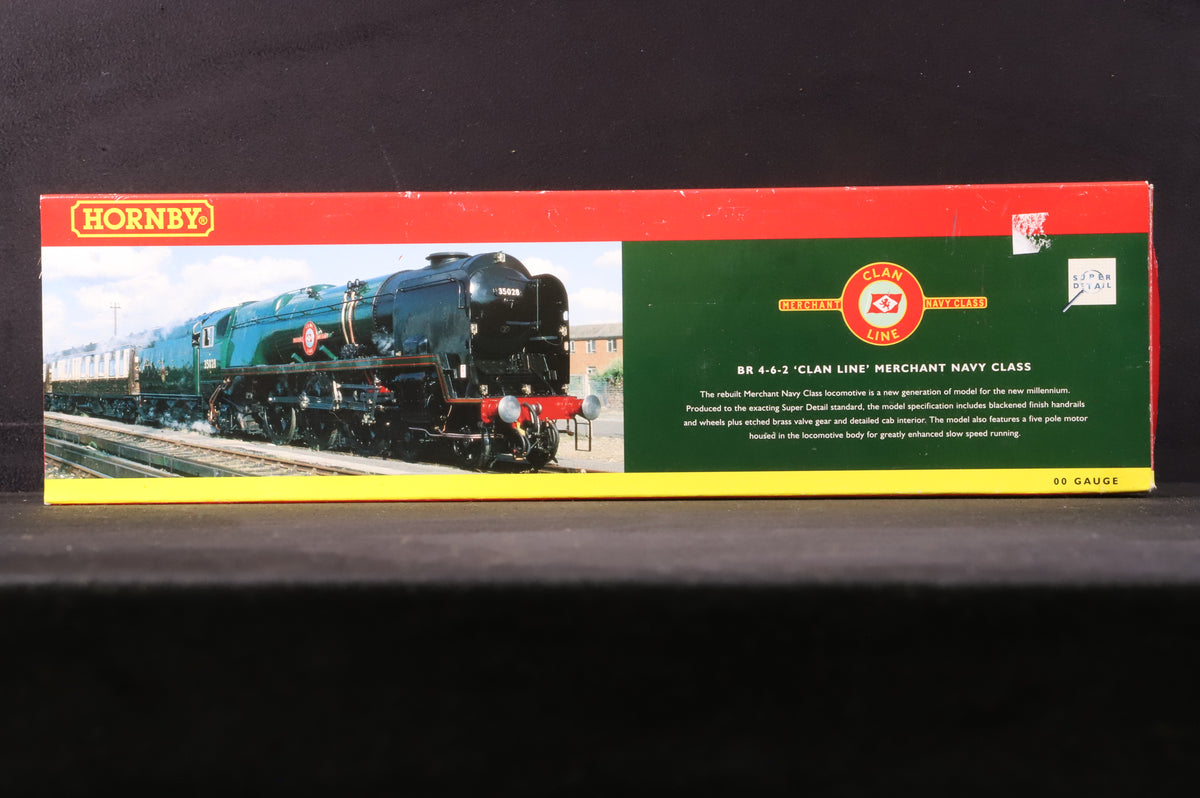 HORNBY®
35028
35028
CLAN
MERCHANT NAVY CLASS
LINE
SUPER
DETAIL
BR 4-6-2 ‘CLAN LINE’ MERCHANT NAVY CLASS
The rebuilt Merchant Navy Class locomotive is a new generation of model for the new millennium.
Produced to the exacting Super Detail standard, the model specification includes blackened finish handrails
and wheels plus etched brass valve gear and detailed cab interior. The model also features a five pole motor
housed in the locomotive body for greatly enhanced slow speed running.
00 GAUGE